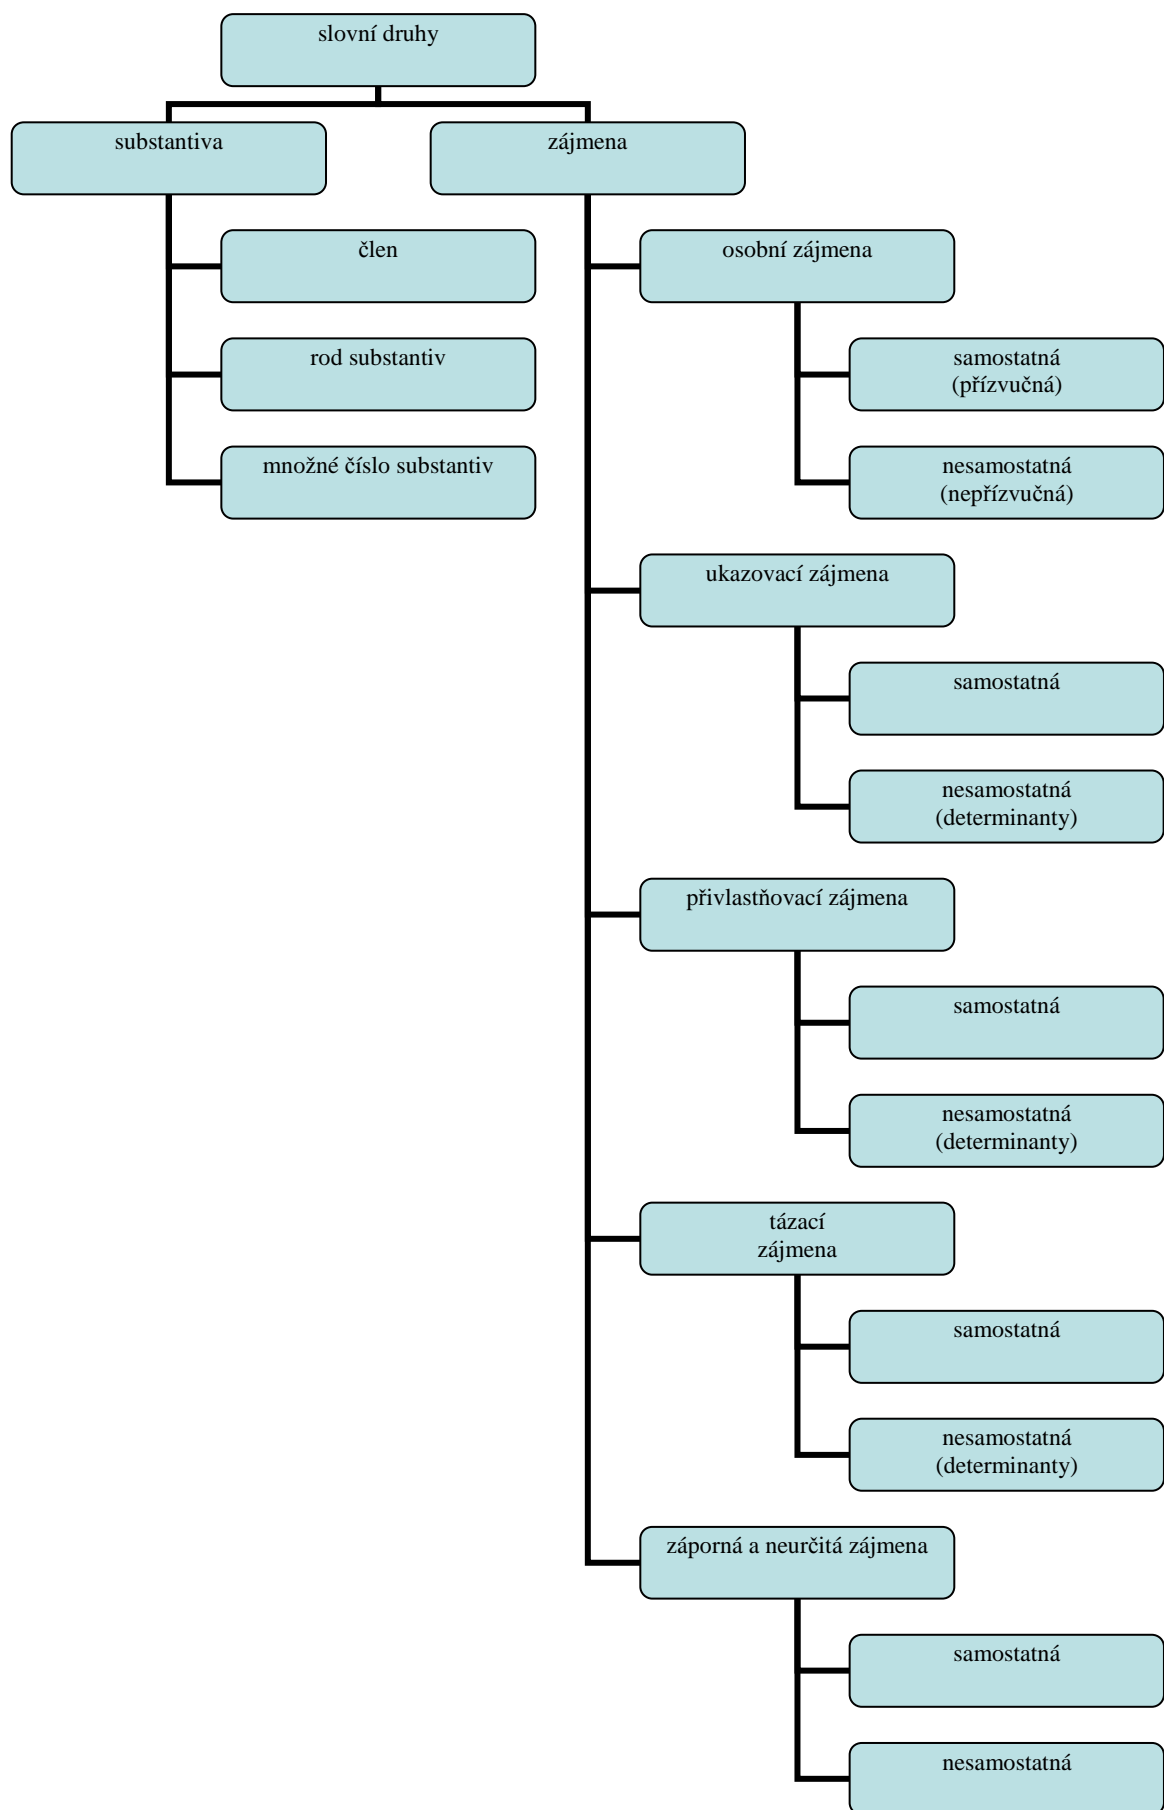 slovní druhy
substantiva
zájmena
člen
osobní zájmena
rod substantiv
samostatná
(přízvučná)
množné číslo substantiv
nesamostatná
(nepřízvučná)
ukazovací zájmena
samostatná
nesamostatná
(determinanty)
přivlastňovací zájmena
samostatná
nesamostatná
(determinanty)
tázací
zájmena
samostatná
nesamostatná
(determinanty)
záporná a neurčitá zájmena
samostatná
nesamostatná